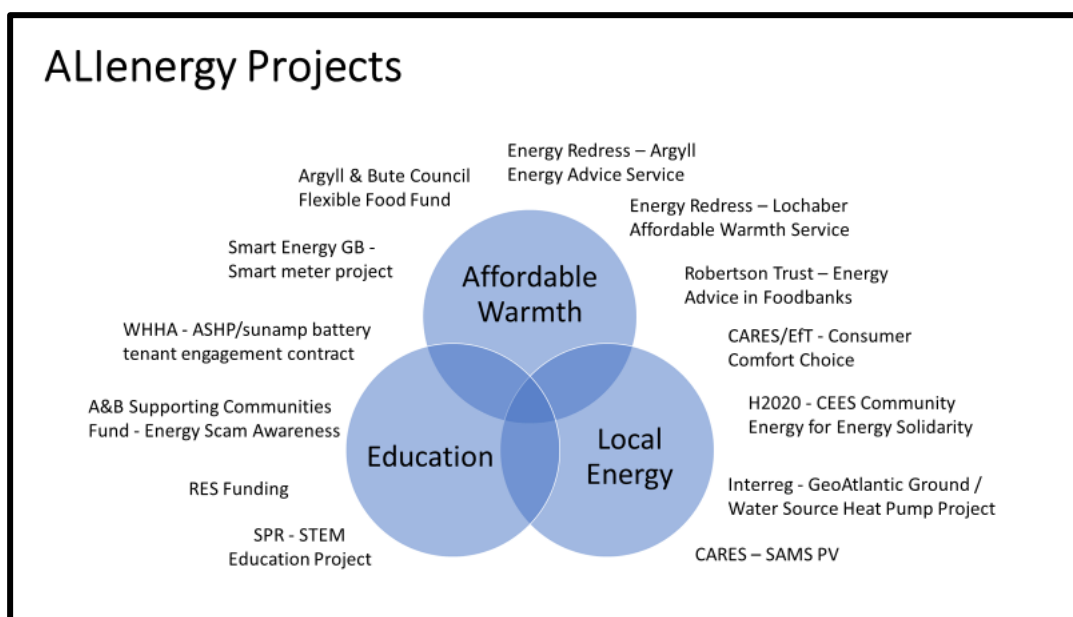 ALIenergy Projects
Energy Redress – Argyll
Energy Advice Service
Argyll & Bute Council
Flexible Food Fund
Energy Redress – Lochaber
Affordable Warmth Service
Smart Energy GB -
Smart meter project
Affordable
Warmth
Robertson Trust – Energy
Advice in Foodbanks
WHHA - ASHP/sunamp battery
tenant engagement contract
CARES/EfT - Consumer
Comfort Choice
A&B Supporting Communities
Fund - Energy Scam Awareness
H2020 - CEES Community
Energy for Energy Solidarity
Education
Local
Energy
RES Funding
Interreg - GeoAtlantic Ground /
Water Source Heat Pump Project
SPR - STEM
Education Project
CARES – SAMS PV